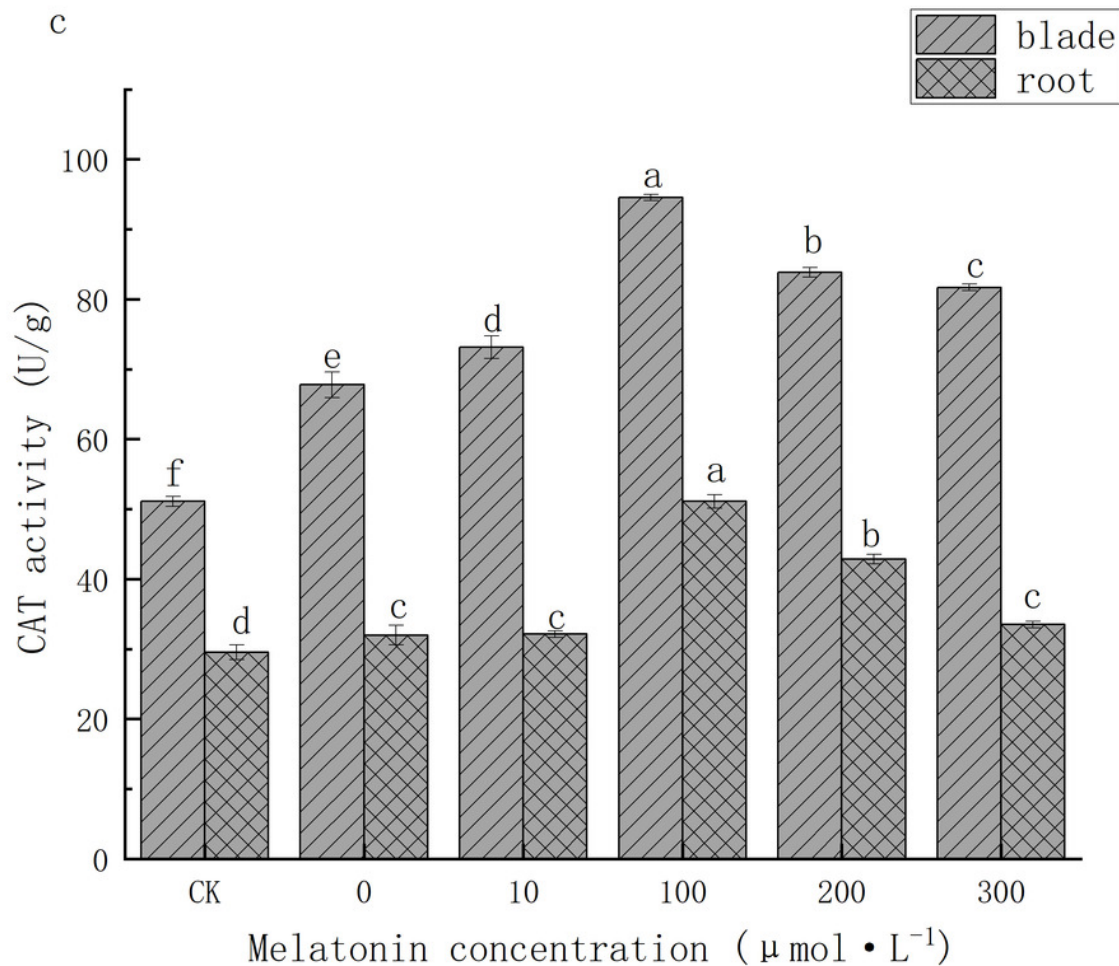 c
blade
root
CAT activity (U/g)
100
80
60
40
20
0
f
d
e
c
d
c
a
a
b
b
c
c
CK 0 10 100 200 300
Melatonin concentration (μmol·L⁻¹)